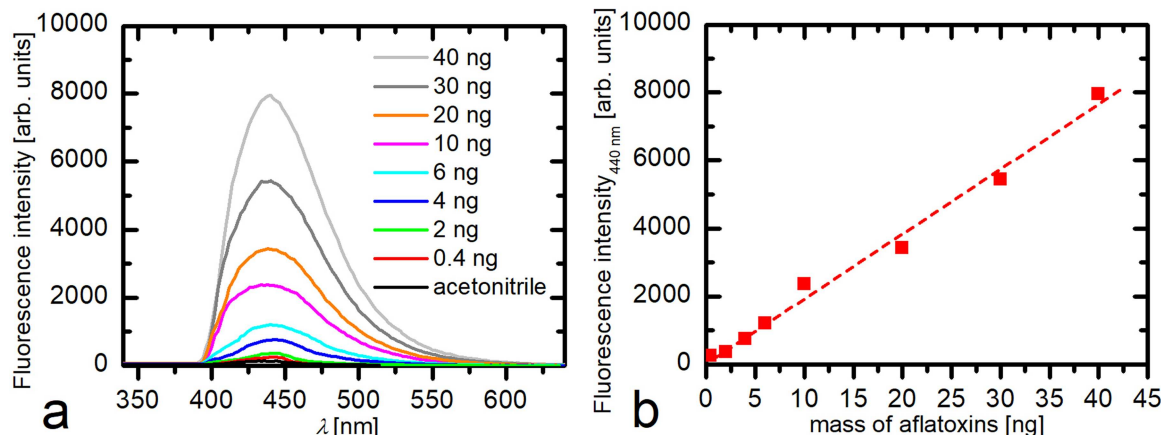 Fluorescence intensity [arb. units]
10000
8000
6000
4000
2000
0
40 ng
30 ng
20 ng
10 ng
6 ng
4 ng
2 ng
0.4 ng
acetonitrile
350 400 450 500 550 600
λ [nm]
a
Fluorescence intensity440 nm [arb. units]
10000
8000
6000
4000
2000
0
0 5 10 15 20 25 30 35 40 45
mass of aflatoxins [ng]
b